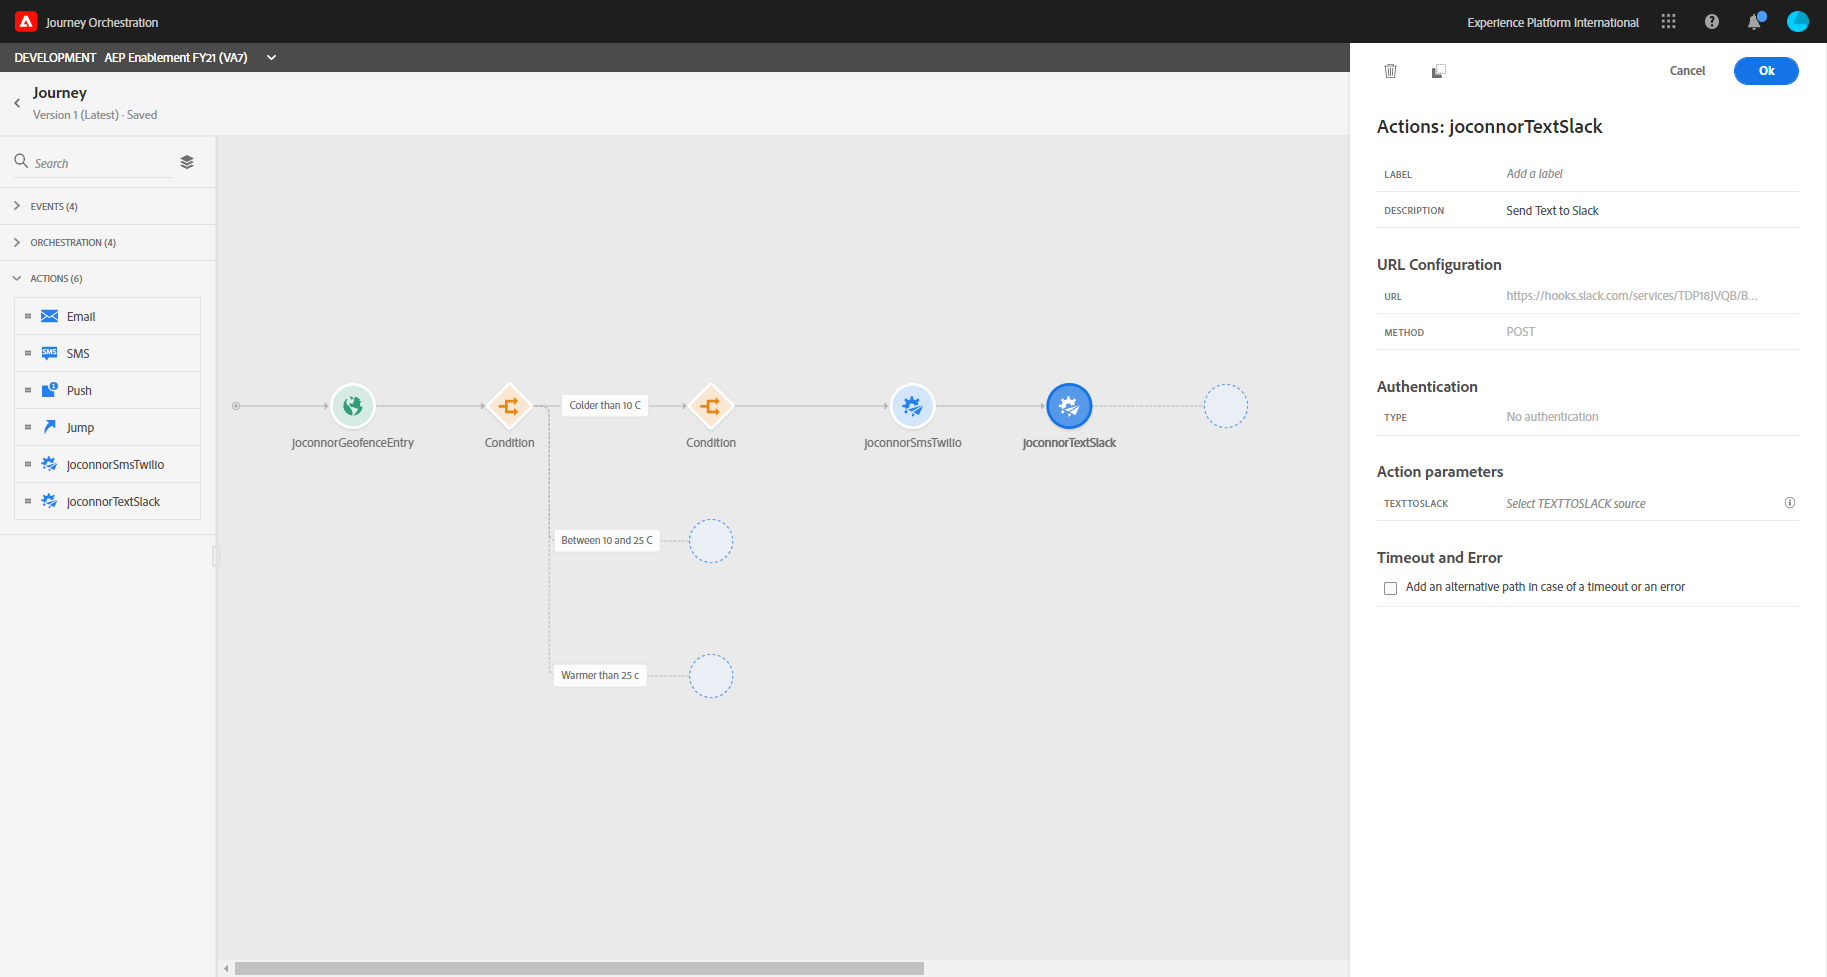 Journey Orchestration
Experience Platform International
DEVELOPMENT AEP Enablement FY21 (VA7)
Journey
Version 1 (Latest) · Saved
Search
EVENTS (4)
ORCHESTRATION (4)
ACTIONS (6)
Email
SMS
SMS
Push
Jump
joconnorSmsTwilio
joconnorTextSlack
joconnorGeofenceEntry
Condition
Colder than 10 C
Condition
joconnorSmsTwilio
joconnorTextSlack
Between 10 and 25 C
Warmer than 25 c
Cancel
Ok
Actions: joconnorTextSlack
LABEL Add a label
DESCRIPTION Send Text to Slack
URL Configuration
URL https://hooks.slack.com/services/TDP18JVQB/B...
METHOD POST
Authentication
TYPE No authentication
Action parameters
TEXTTOSLACK Select TEXTTOSLACK source
Timeout and Error
Add an alternative path in case of a timeout or an error